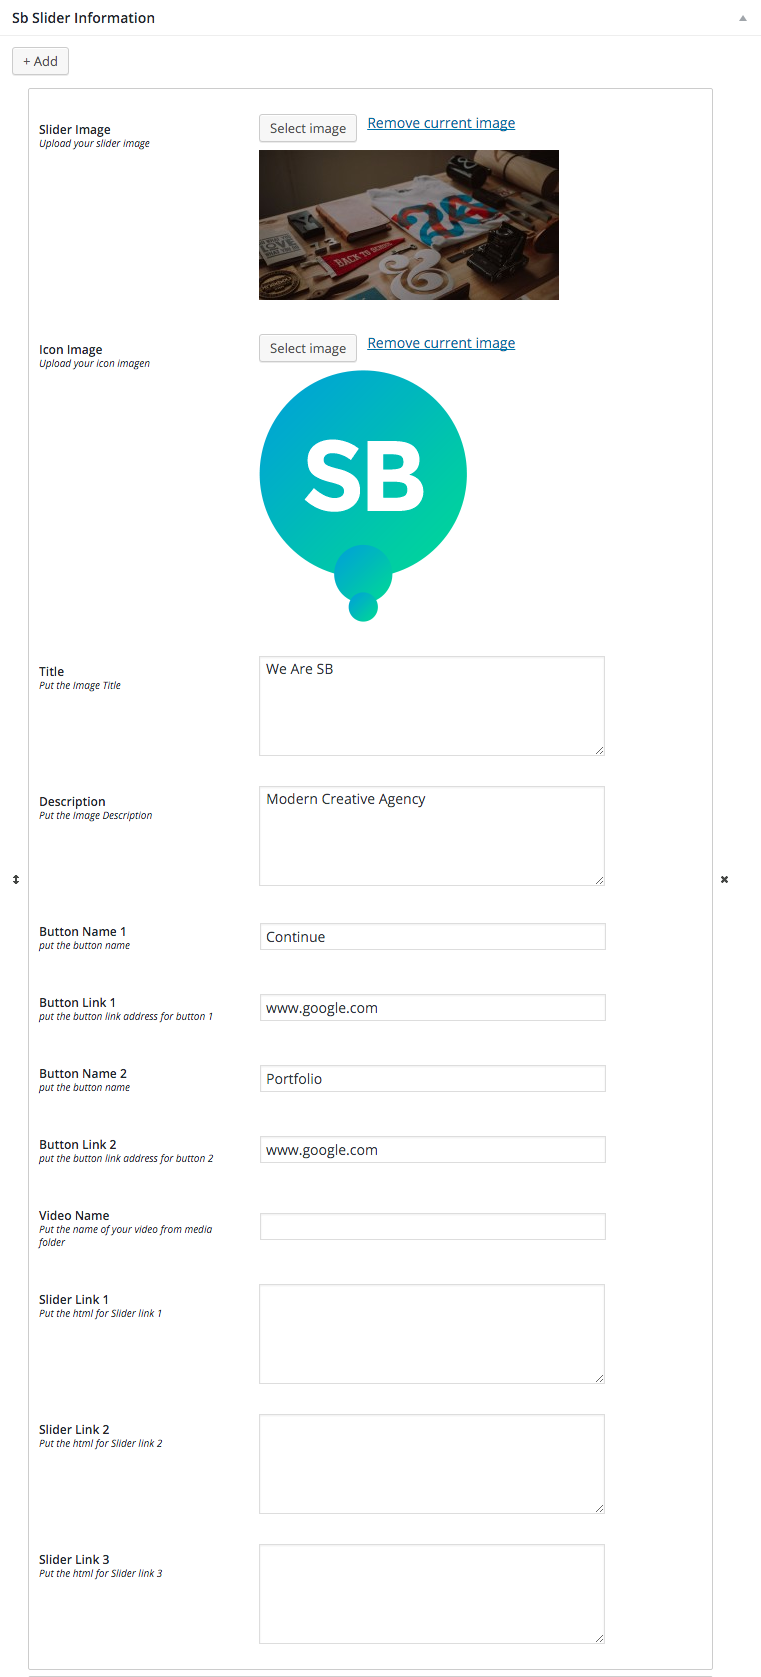 Sb Slider Information
+ Add
Slider Image
Upload your slider image
Select image
Remove current image
LOVE
BACK TO SCHOOL
&
Icon Image
Upload your icon imagen
Select image
Remove current image
SB
Title
Put the Image Title
We Are SB
Description
Put the Image Description
Modern Creative Agency
Button Name 1
put the button name
Continue
Button Link 1
put the button link address for button 1
www.google.com
Button Name 2
put the button name
Portfolio
Button Link 2
put the button link address for button 2
www.google.com
Video Name
Put the name of your video from media
folder
Slider Link 1
Put the html for Slider link 1
Slider Link 2
Put the html for Slider link 2
Slider Link 3
Put the html for Slider link 3